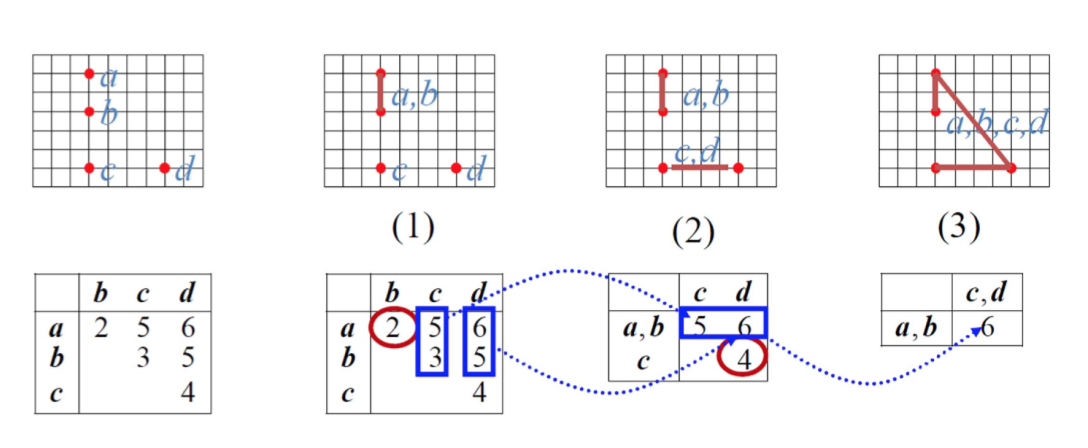 a
b
c d
a,b
c d
a,b
c,d
a,b,c,d
(1)
(2)
(3)
b c d
a 2 5 6
b 3 5
c 4
b c d
a 2 5 6
b 3 5
c 4
c d
a,b 5 6
c 4
c,d
a,b 6